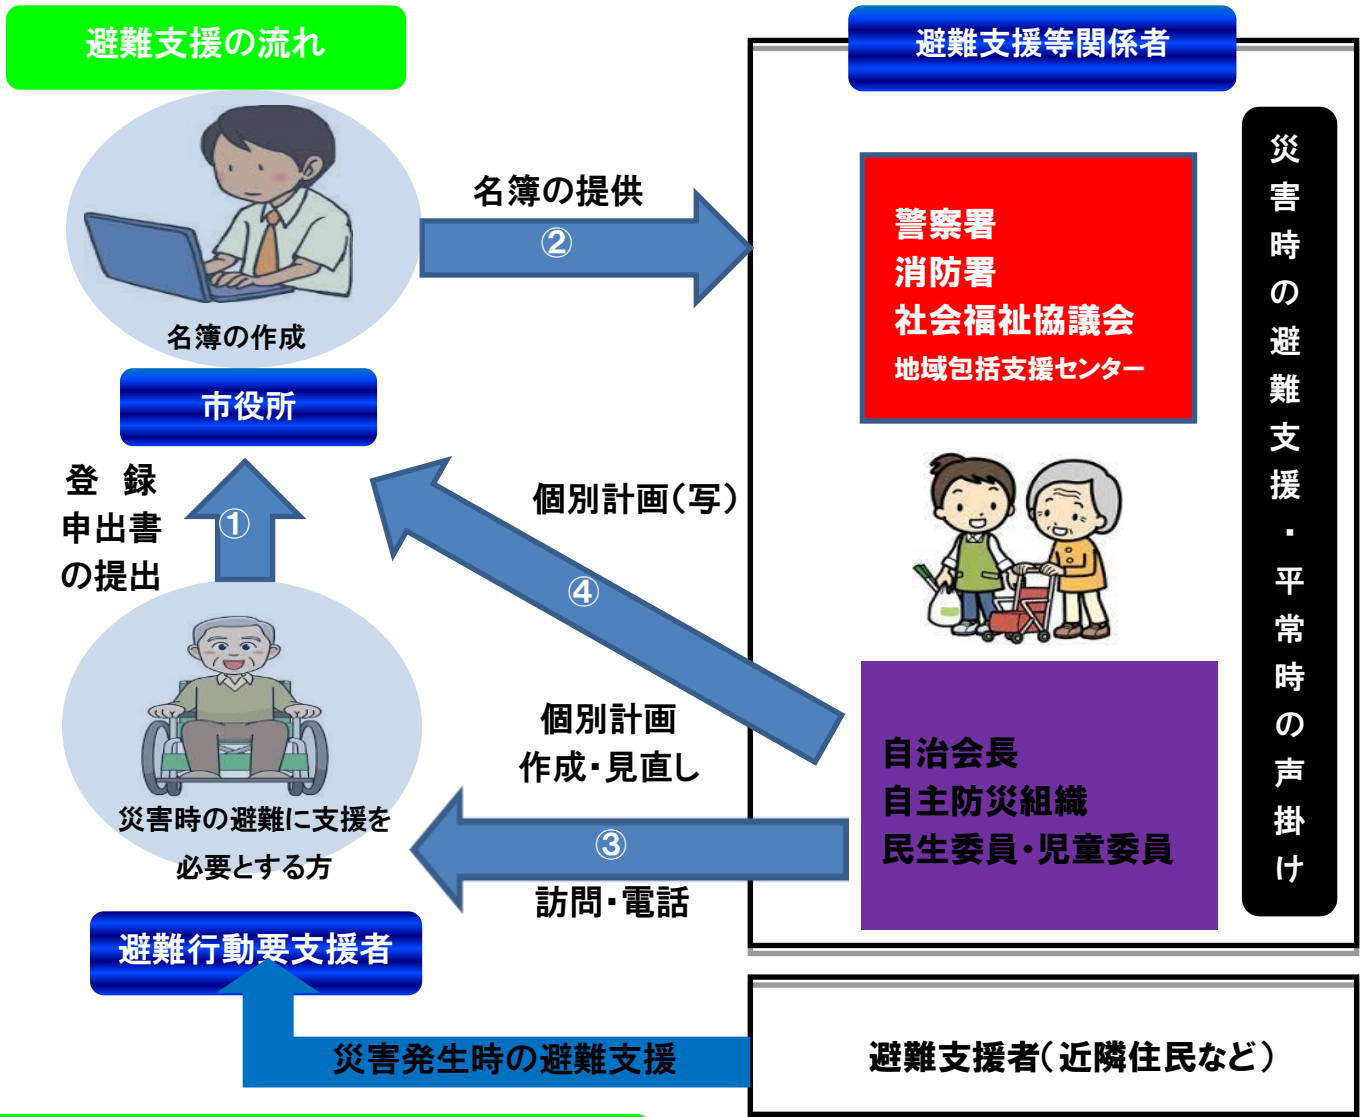 避難支援の流れ
避難支援等関係者
名簿の提供
②
名簿の作成
市役所
登 録
申出書
の提出
①
警察署
消防署
社会福祉協議会
地域包括支援センター
災害時の避難支援・平常時の声掛け
個別計画(写)
④
個別計画
作成・見直し
③
訪問・電話
自治会長
自主防災組織
民生委員・児童委員
災害時の避難に支援を
必要とする方
避難行動要支援者
災害発生時の避難支援
避難支援者(近隣住民など)